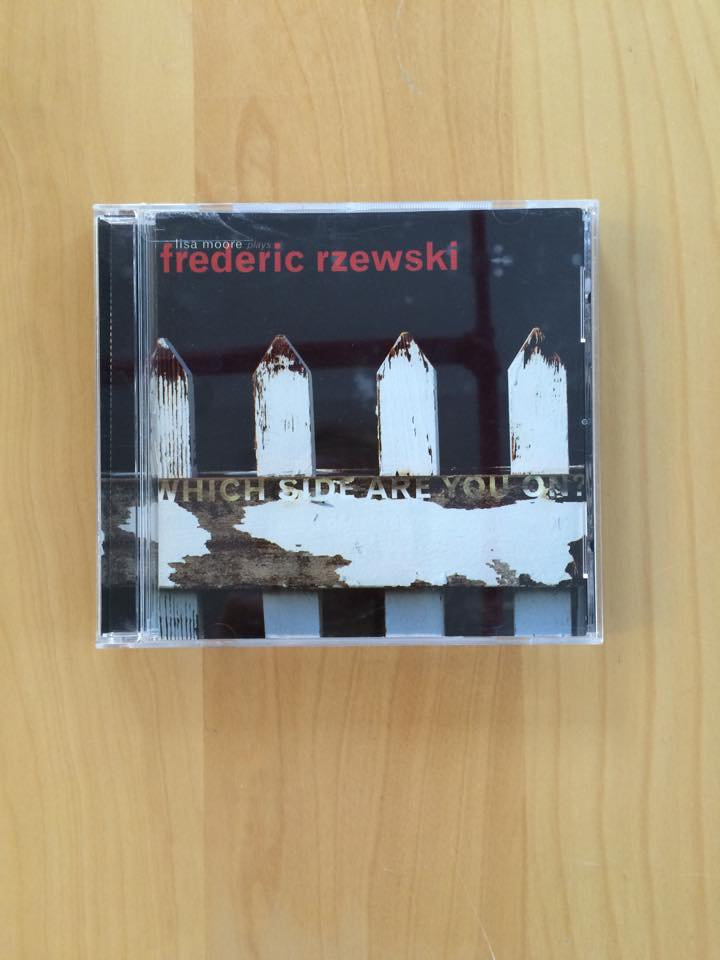 lisa moore plays
frederic rzewski
WHICH SIDE ARE YOU ON?